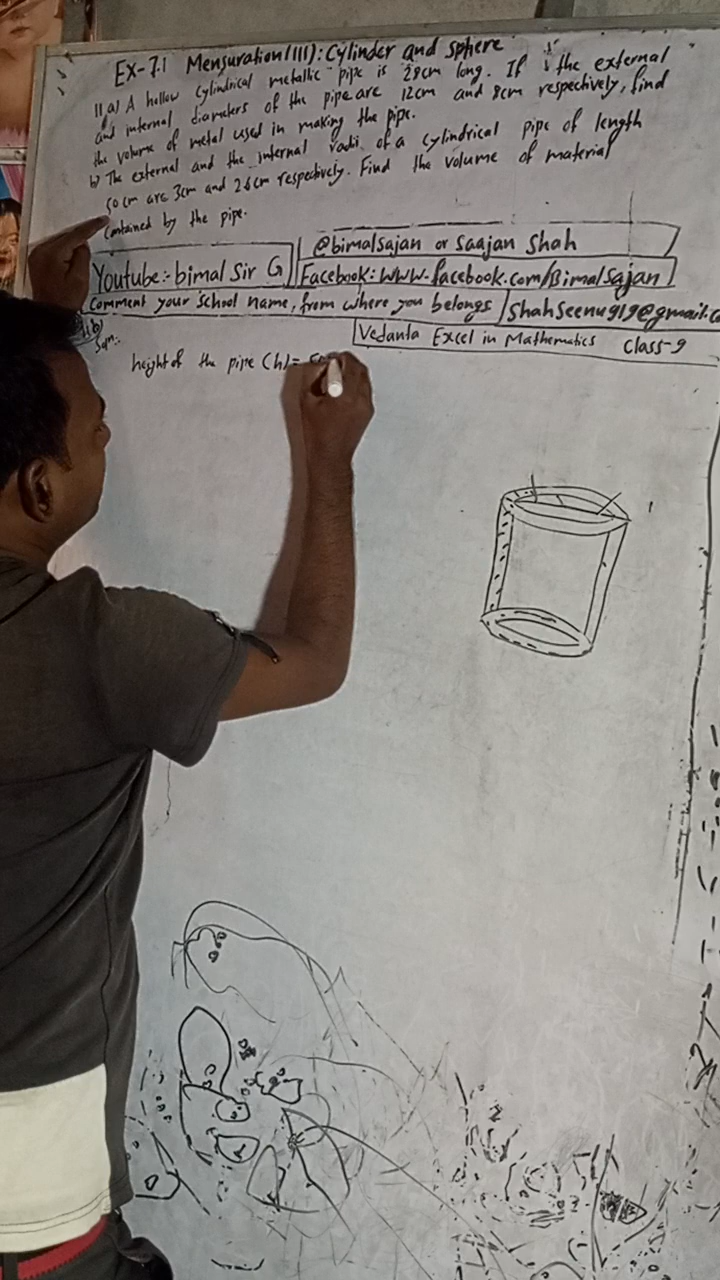 Ex-7.1 Mensuration(III): Cylinder and sphere
11 a) A hollow cylindrical metallic pipe is 28cm long. If the external
and internal diameters of the pipe are 12cm and 8cm respectively, find
the volume of metal used in making the pipe.
b) The external and the internal radii of a cylindrical pipe of length
50cm are 3cm and 2.6cm respectively. Find the volume of material
contained by the pipe.
@bimalsajan or Saajan Shah
Youtube:- bimal Sir G
Facebook: www.facebook.com/Bimalsajan
Comment your school name, from where you belongs
Shahseenu919@gmail.c
Vedanta Excel in Mathematics Class-9
Soln:
height of the pipe (h) = 50